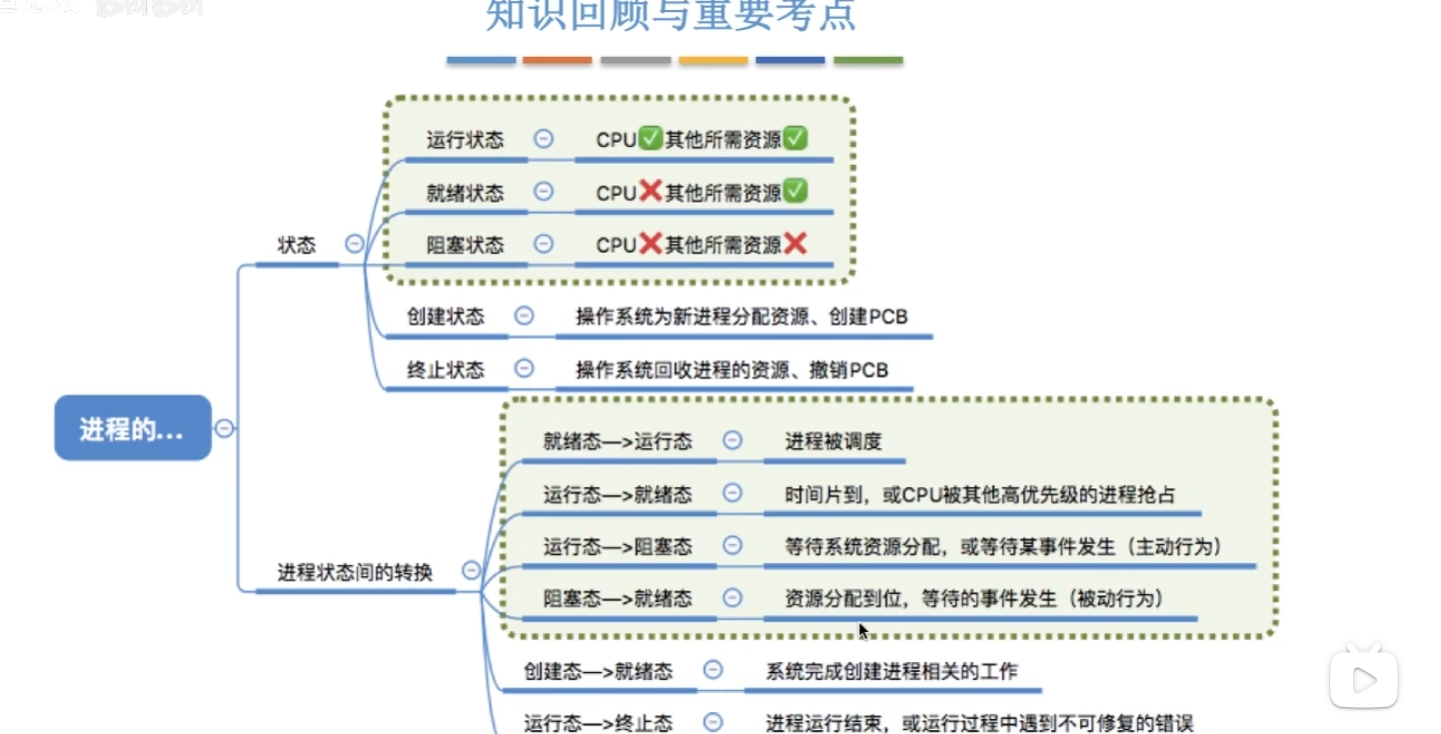 知识回顾与重要考点
运行状态 CPU✅其他所需资源✅
就绪状态 CPU❌其他所需资源✅
阻塞状态 CPU❌其他所需资源❌
状态
创建状态 操作系统为新进程分配资源、创建PCB
终止状态 操作系统回收进程的资源、撤销PCB
进程的...
就绪态—>运行态 进程被调度
运行态—>就绪态 时间片到，或CPU被其他高优先级的进程抢占
运行态—>阻塞态 等待系统资源分配，或等待某事件发生（主动行为）
进程状态间的转换
阻塞态—>就绪态 资源分配到位，等待的事件发生（被动行为）
创建态—>就绪态 系统完成创建进程相关的工作
运行态—>终止态 进程运行结束，或运行过程中遇到不可修复的错误